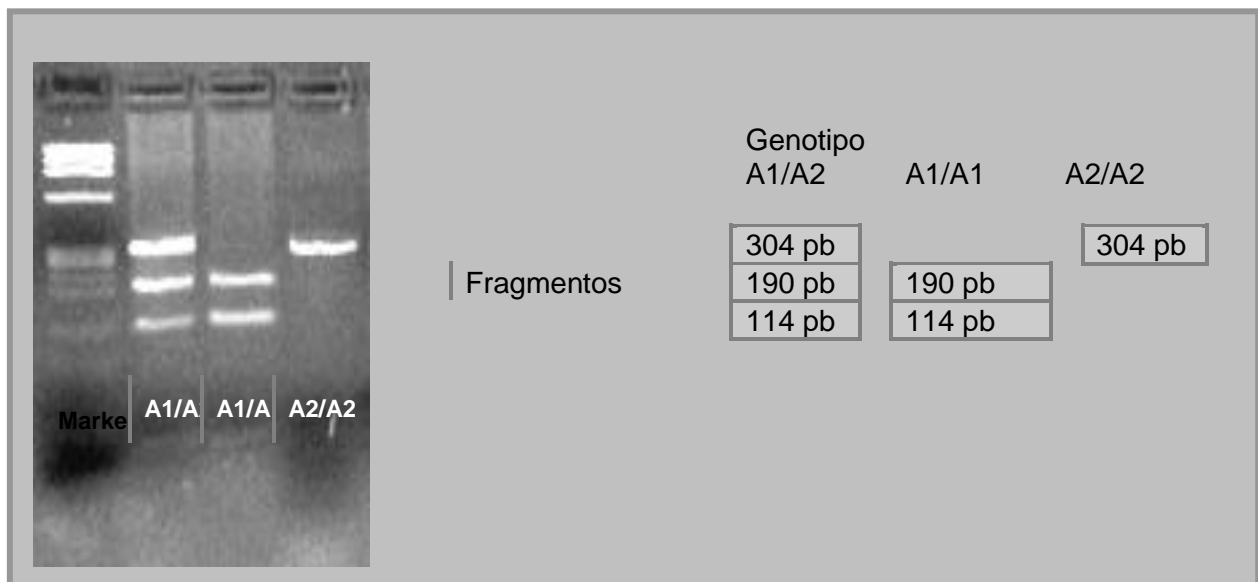 Genotipo
A1/A2 A1/A1 A2/A2
304 pb 304 pb
Fragmentos 190 pb 190 pb
114 pb 114 pb
Marke A1/A A1/A A2/A2